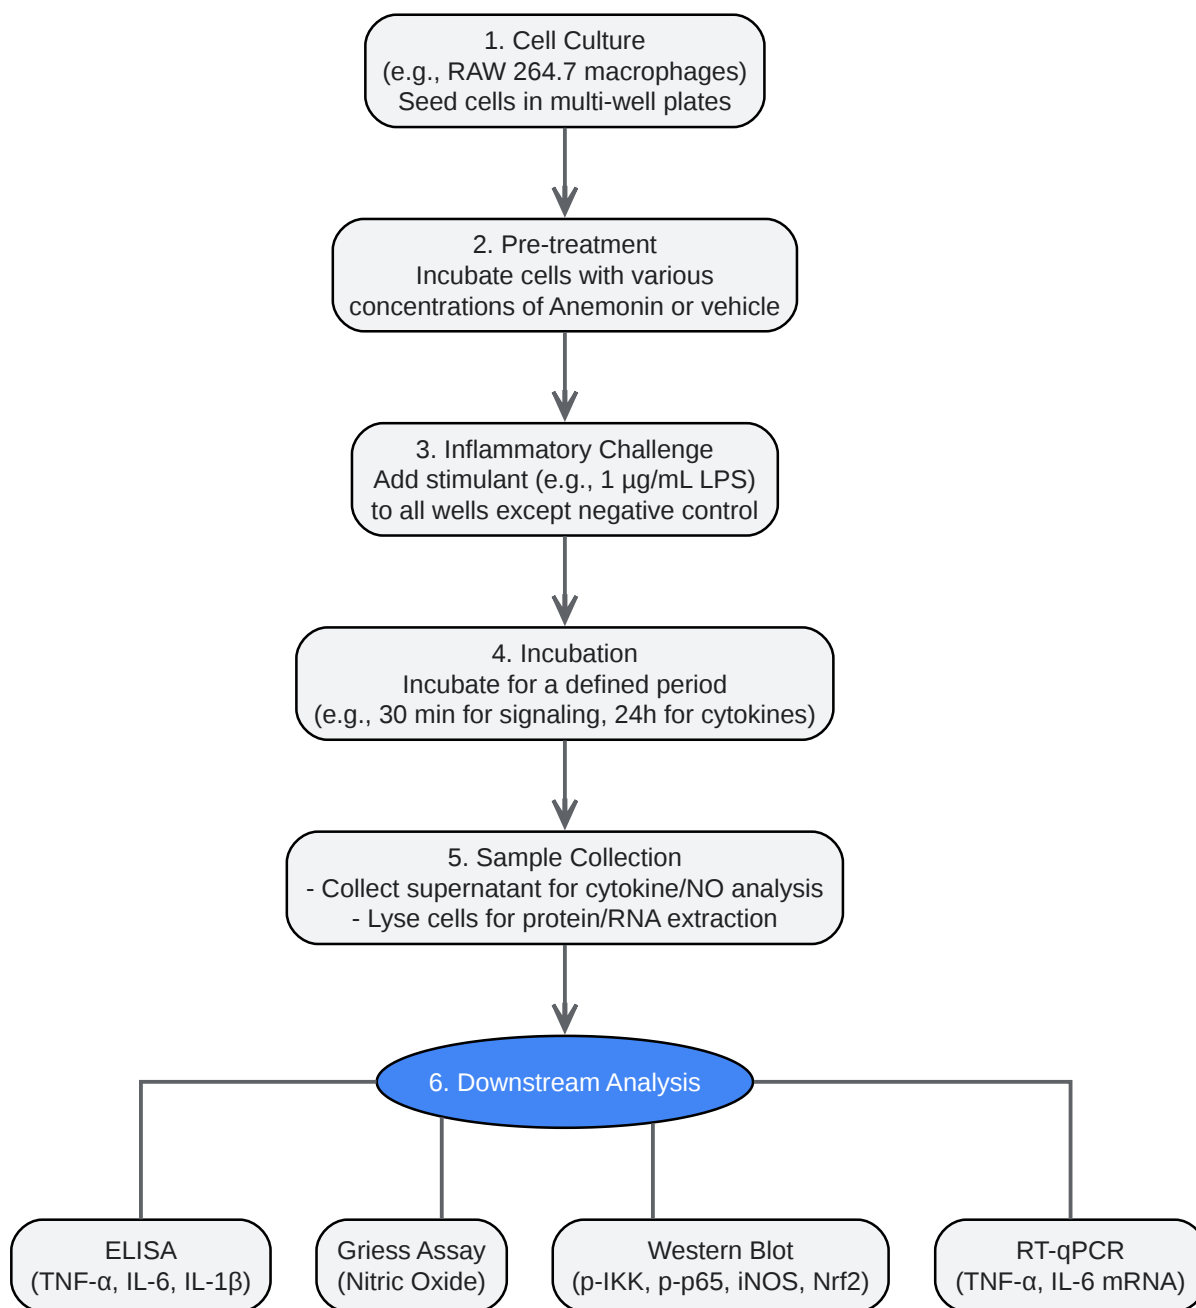 1. Cell Culture
(e.g., RAW 264.7 macrophages)
Seed cells in multi-well plates
2. Pre-treatment
Incubate cells with various
concentrations of Anemonin or vehicle
3. Inflammatory Challenge
Add stimulant (e.g., 1 µg/mL LPS)
to all wells except negative control
4. Incubation
Incubate for a defined period
(e.g., 30 min for signaling, 24h for cytokines)
5. Sample Collection
- Collect supernatant for cytokine/NO analysis
- Lyse cells for protein/RNA extraction
6. Downstream Analysis
ELISA
(TNF-α, IL-6, IL-1β)
Griess Assay
(Nitric Oxide)
Western Blot
(p-IKK, p-p65, iNOS, Nrf2)
RT-qPCR
(TNF-α, IL-6 mRNA)